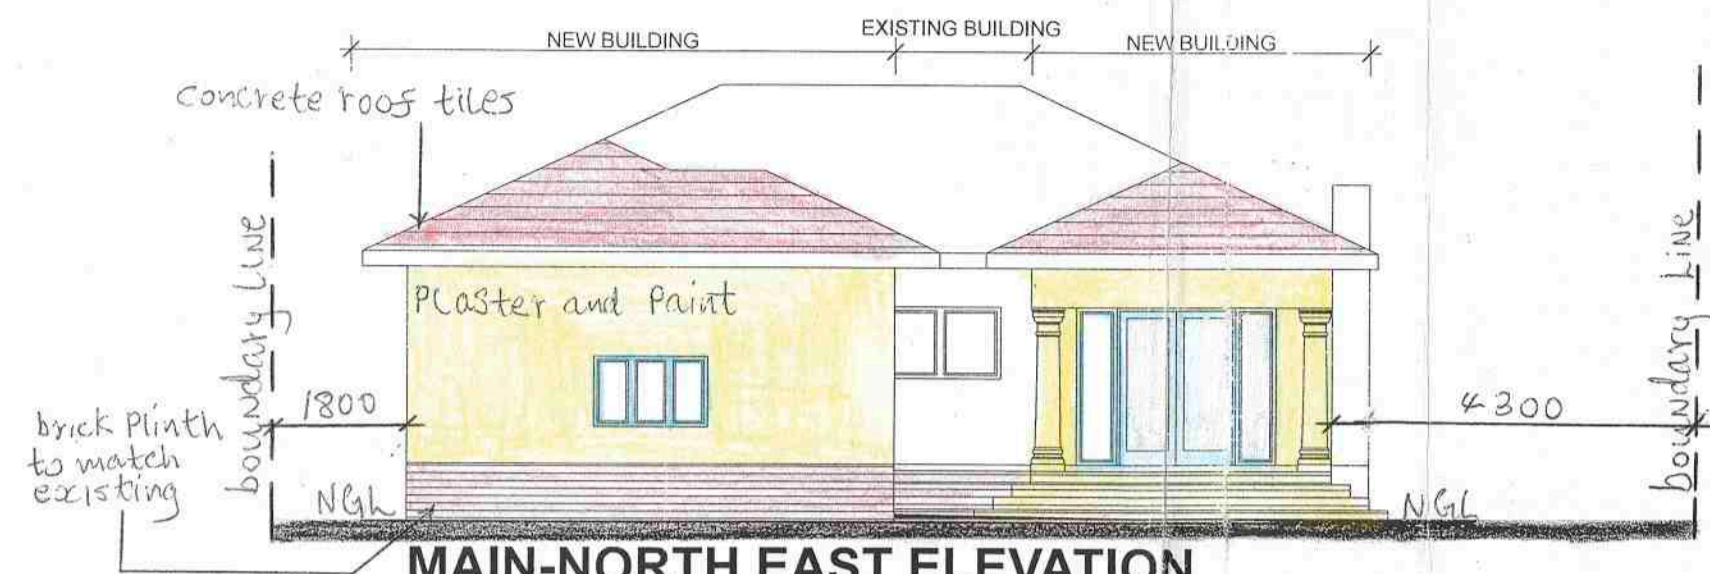 NEW BUILDING
EXISTING BUILDING
NEW BUILDING
concrete roof tiles
boundary Line
Plaster and Paint
boundary Line
1800
4300
brick Plinth
to match
existing
NGL
NGL
MAIN-NORTH EAST ELEVATION